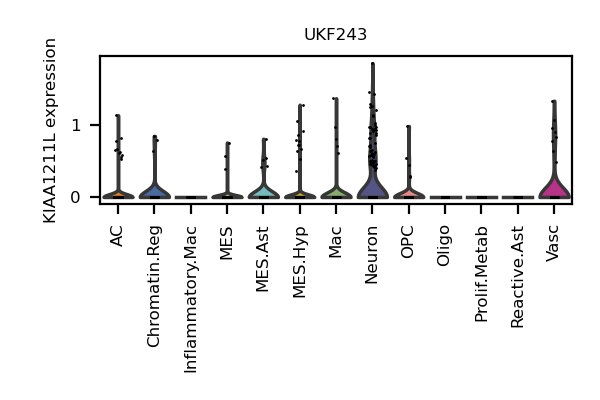 UKF243
KIAA1211L expression
1
0
AC
Chromatin.Reg
Inflammatory.Mac
MES
MES.Ast
MES.Hyp
Mac
Neuron
OPC
Oligo
Prolif.Metab
Reactive.Ast
Vasc